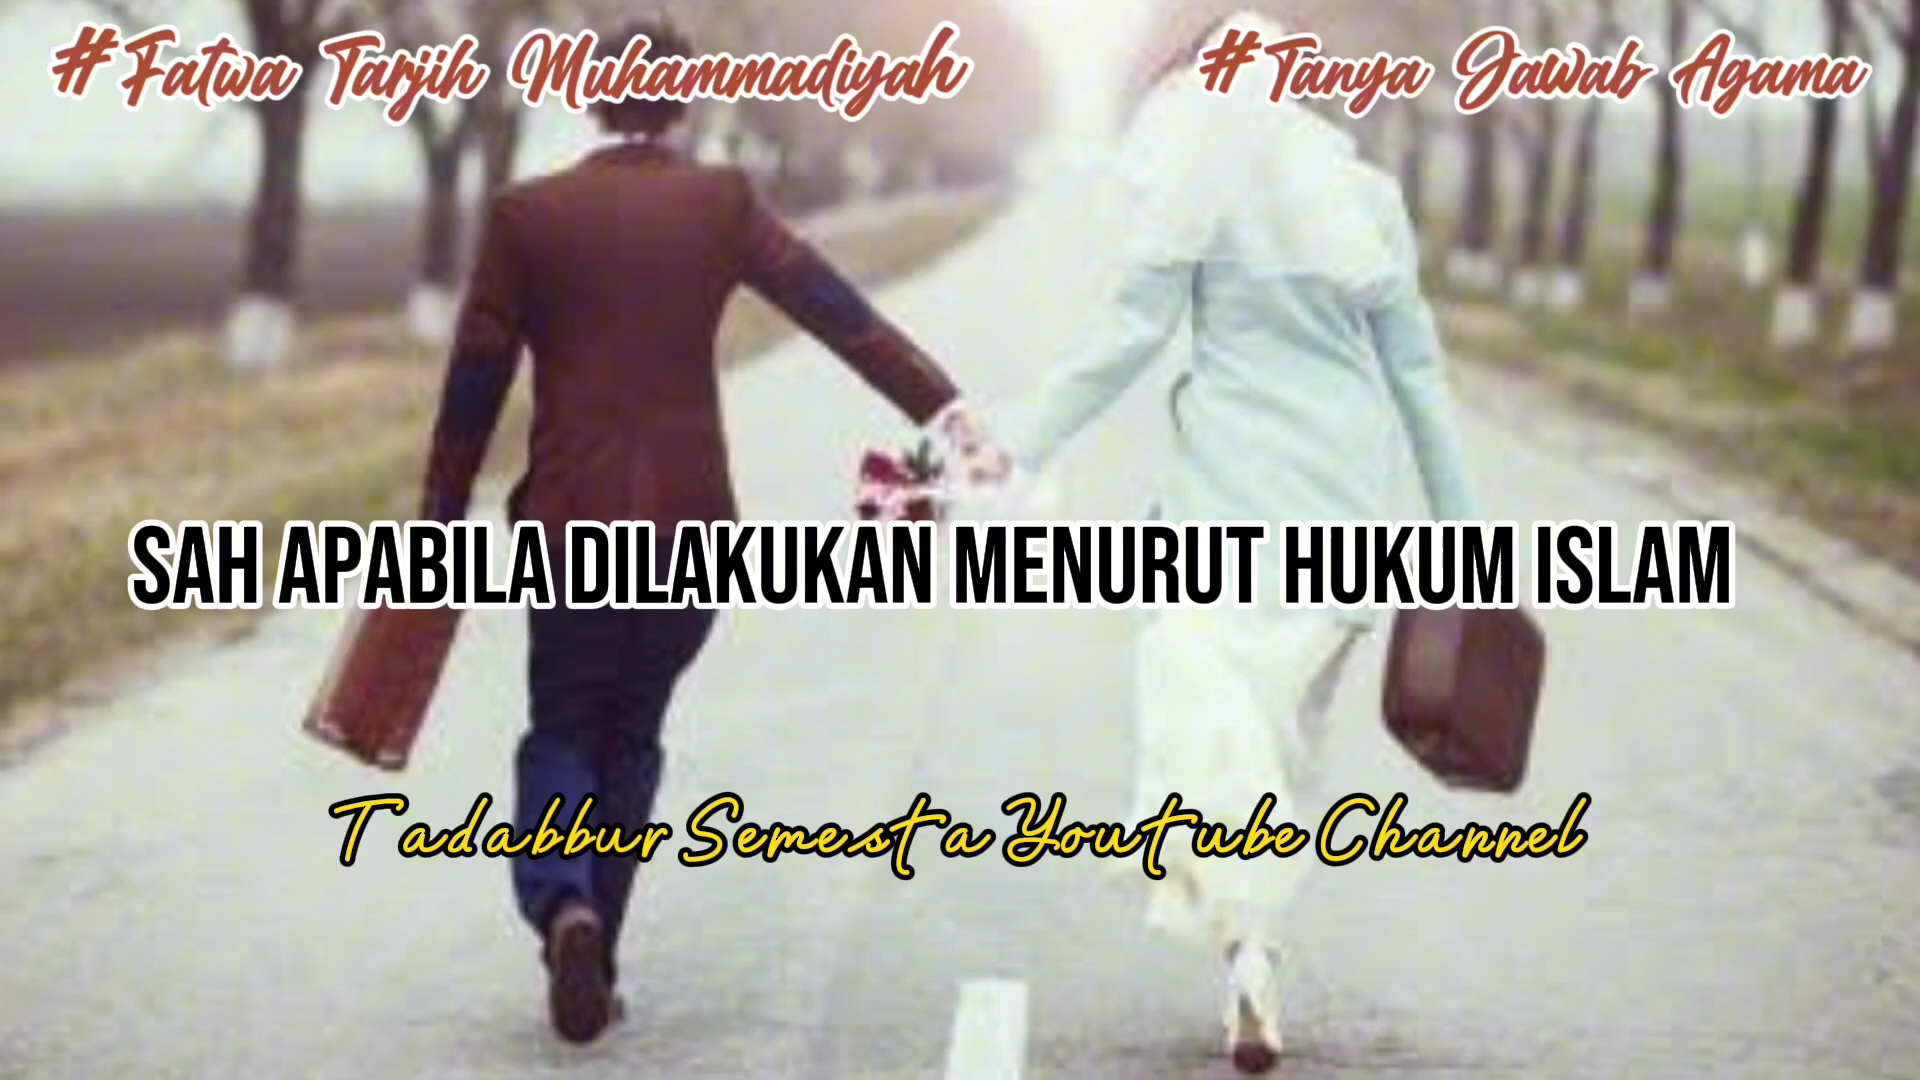 #Fatwa Tarjih Muhammadiyah
#Tanya Jawab Agama
SAH APABILA DILAKUKAN MENURUT HUKUM ISLAM
Tadabbur Semesta Youtube Channel